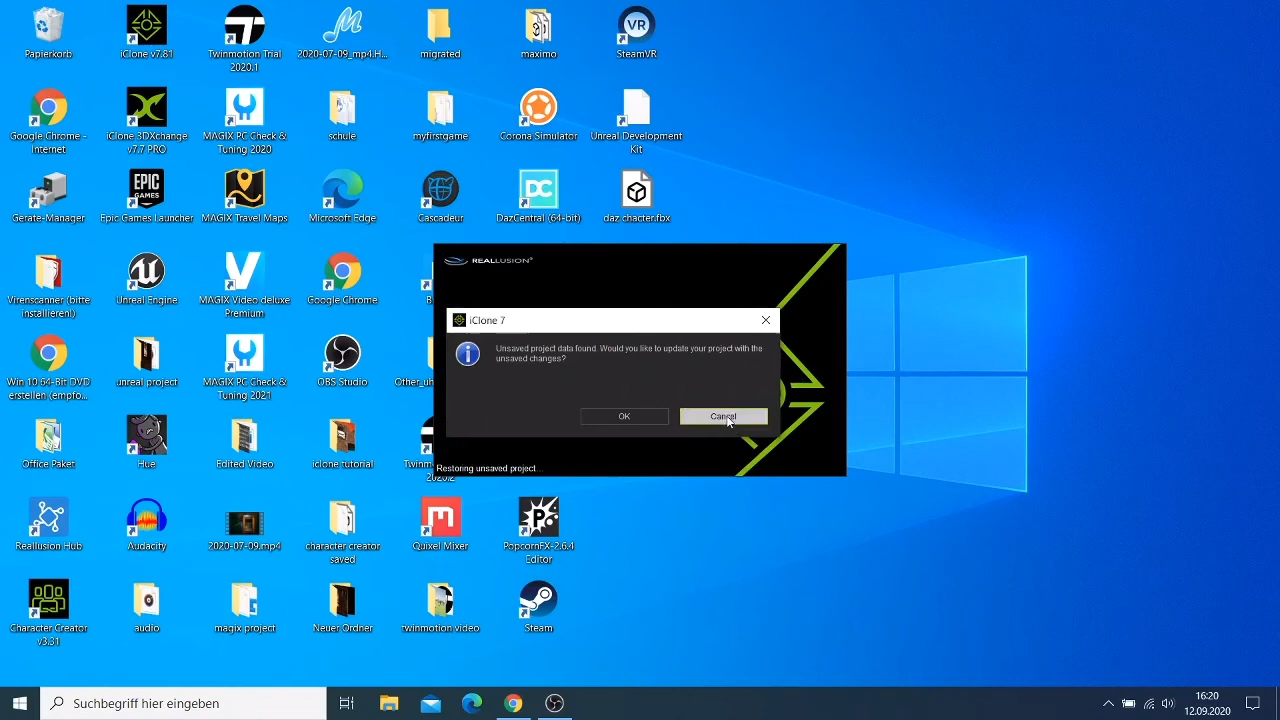 Papierkorb
iClone v7.81
Twinmotion Trial
2020.1
2020-07-09_mp4.H...
migrated
maximo
VR
SteamVR
Google Chrome -
Internet
iClone 3DXchange
v7.7 PRO
MAGIX PC Check &
Tuning 2020
schule
myfirstgame
Corona Simulator
Unreal Development
Kit
Geräte-Manager
EPIC
GAMES
Epic Games Launcher
MAGIX Travel Maps
Microsoft Edge
Cascadeur
DC
DazCentral (64-bit)
daz chacter.fbx
Virenscanner (bitte
installieren!)
Unreal Engine
MAGIX Video deluxe
Premium
Google Chrome
REALLUSION®
iClone 7
Unsaved project data found. Would you like to update your project with the
unsaved changes?
OK
Cancel
Restoring unsaved project...
Win 10 64-Bit DVD
erstellen (empfo...
unreal project
MAGIX PC Check &
Tuning 2021
OBS Studio
Office Paket
Hue
Edited Video
iclone tutorial
2020.2
Reallusion Hub
Audacity
2020-07-09.mp4
character creator
saved
Quixel Mixer
PopcornFX-2.6.4
Editor
Character Creator
v3.31
audio
magix project
Neuer Ordner
twinmotion video
Steam
Suchbegriff hier eingeben
16:20
12.09.2020